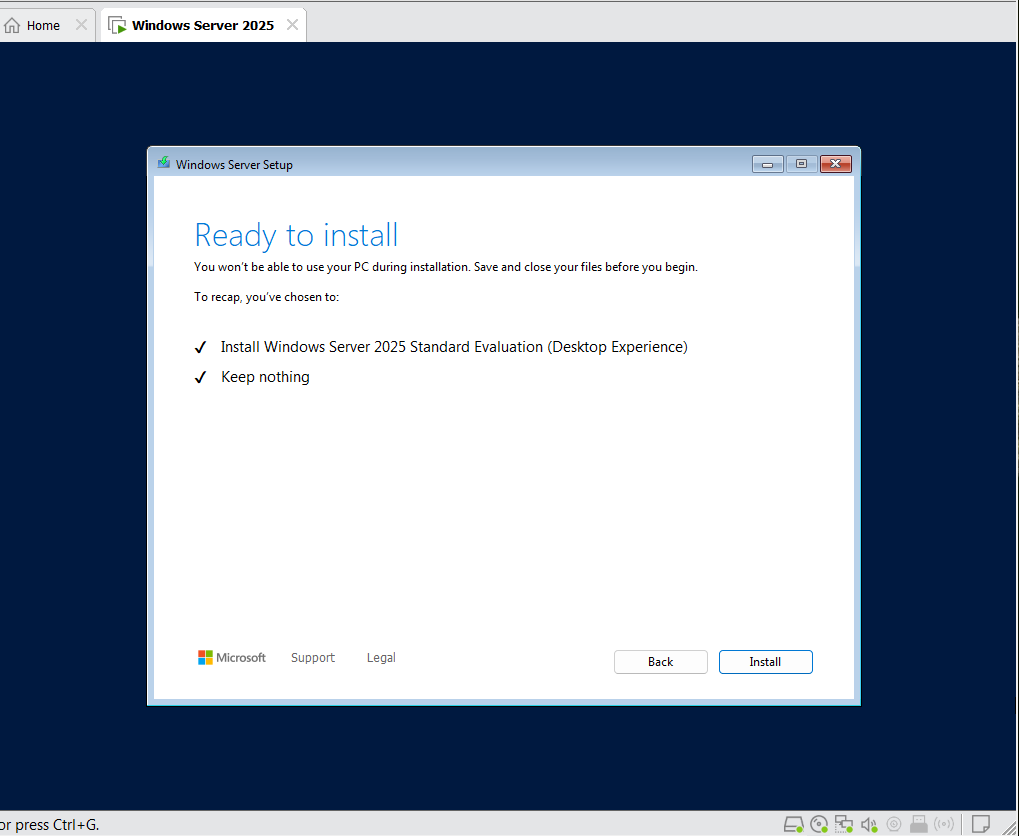 Home
Windows Server 2025
Windows Server Setup
Ready to install
You won't be able to use your PC during installation. Save and close your files before you begin.
To recap, you've chosen to:
Install Windows Server 2025 Standard Evaluation (Desktop Experience)
Keep nothing
Microsoft Support Legal Back Install
or press Ctrl+G.